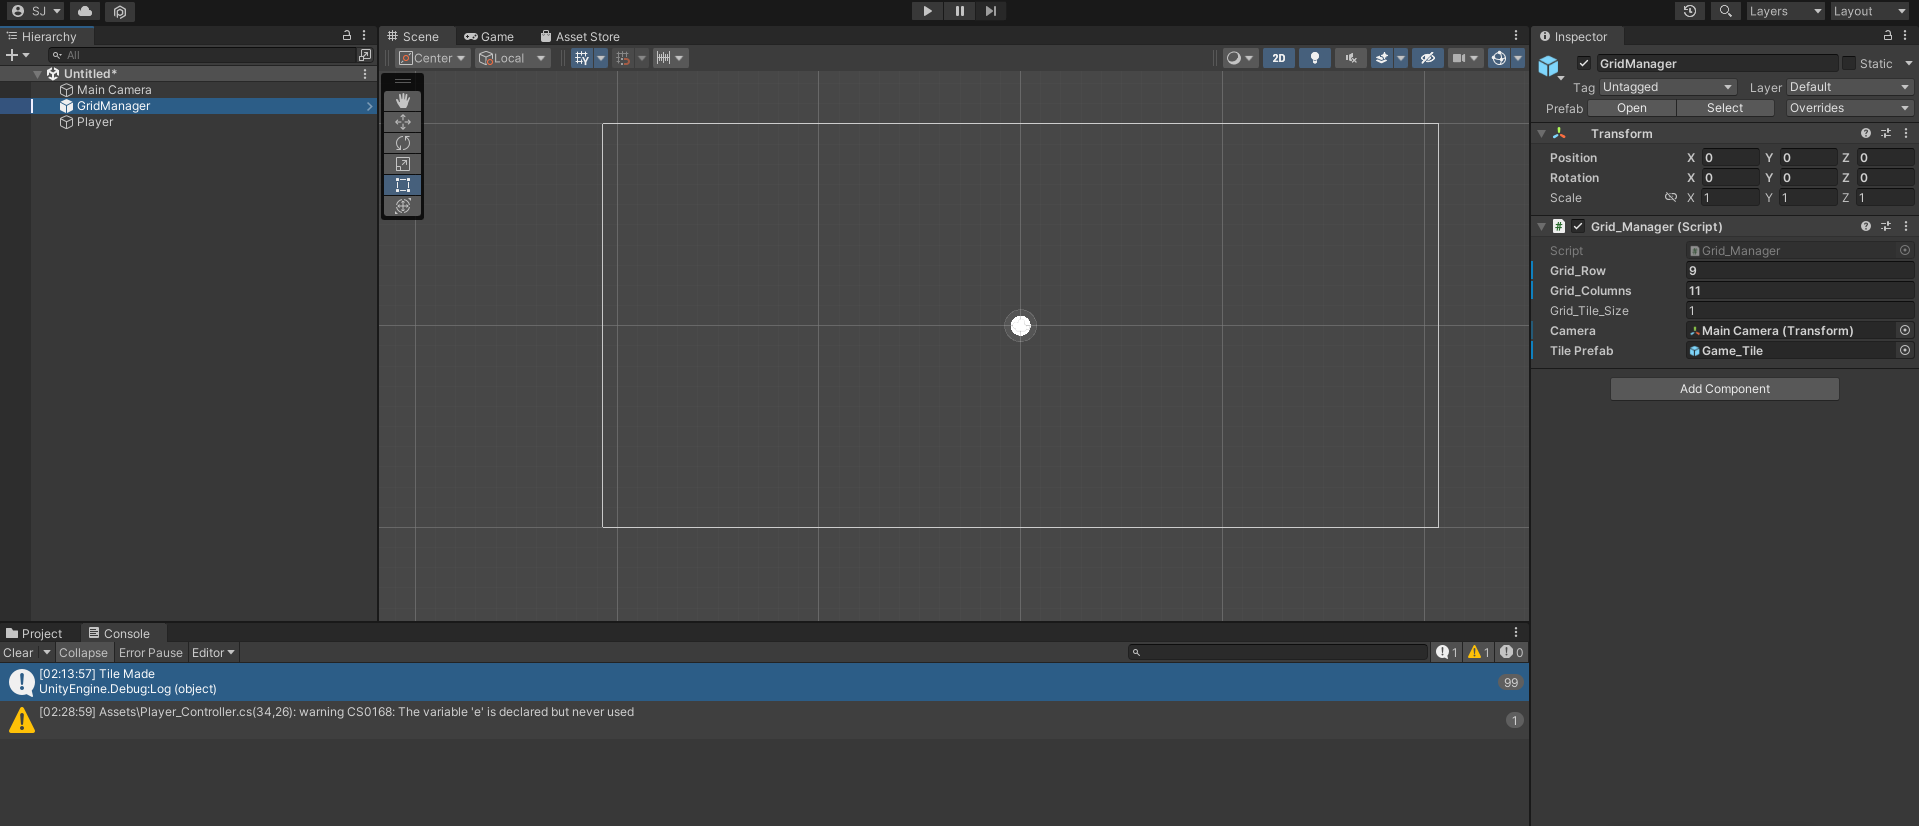 SJ
Layers
Layout
Hierarchy
All
Untitled*
Main Camera
GridManager
Player
Scene
Game
Asset Store
Center
Local
2D
Inspector
GridManager
Static
Tag
Untagged
Layer
Default
Prefab
Open
Select
Overrides
Transform
Position X 0 Y 0 Z 0
Rotation X 0 Y 0 Z 0
Scale X 1 Y 1 Z 1
Grid_Manager (Script)
Script
Grid_Manager
Grid_Row 9
Grid_Columns 11
Grid_Tile_Size 1
Camera Main Camera (Transform)
Tile Prefab Game_Tile
Add Component
Project
Console
Clear
Collapse
Error Pause
Editor
1
1
0
[02:13:57] Tile Made
UnityEngine.Debug:Log (object)
99
[02:28:59] Assets\Player_Controller.cs(34,26): warning CS0168: The variable 'e' is declared but never used
1